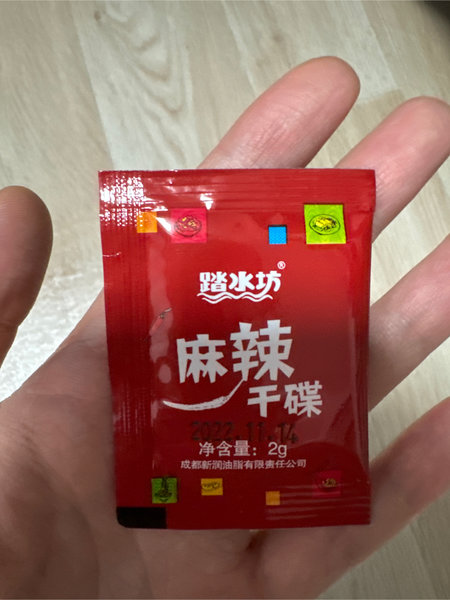 踏水坊®
麻辣
干碟
2022.11.14
净含量：2g
成都新润油脂有限责任公司